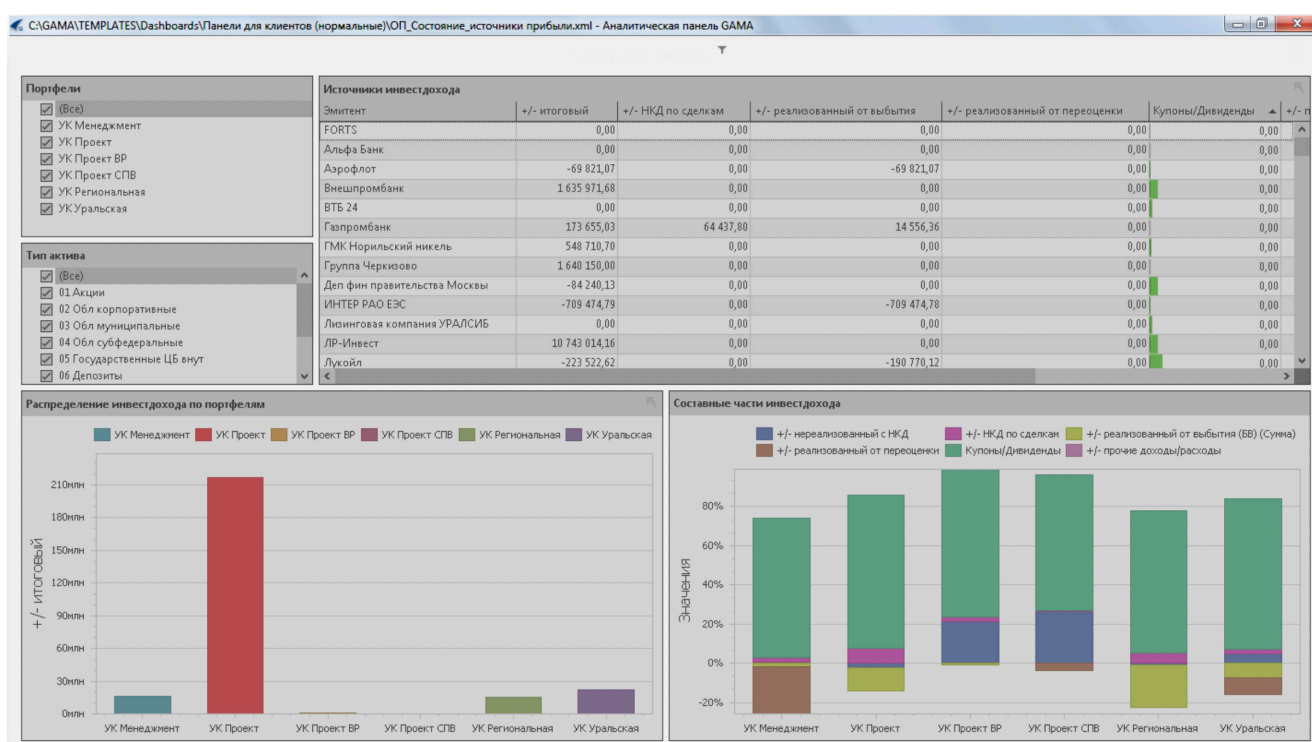 C:\GAMA\TEMPLATES\Dashboards\Панели для клиентов (нормальные)\ОП_Состояние_источники прибыли.xml - Аналитическая панель GAMA
Портфели
(Все)
УК Менеджмент
УК Проект
УК Проект ВР
УК Проект СПВ
УК Региональная
УК Уральская
Тип актива
(Все)
01 Акции
02 Обл корпоративные
03 Обл муниципальные
04 Обл субфедеральные
05 Государственные ЦБ внут
06 Депозиты
Источники инвестдохода
Эмитент +/- итоговый +/- НКД по сделкам +/- реализованный от выбытия +/- реализованный от переоценки Купоны/Дивиденды +/- п
FORTS 0,00 0,00 0,00 0,00 0,00
Альфа Банк 0,00 0,00 0,00 0,00 0,00
Аэрофлот -69 821,07 0,00 -69 821,07 0,00 0,00
Внешпромбанк 1 635 971,68 0,00 0,00 0,00 0,00
ВТБ 24 0,00 0,00 0,00 0,00 0,00
Газпромбанк 173 655,03 64 437,80 14 556,36 0,00 0,00
ГМК Норильский никель 548 710,70 0,00 0,00 0,00 0,00
Группа Черкизово 1 640 150,00 0,00 0,00 0,00 0,00
Деп фин правительства Москвы -84 240,13 0,00 0,00 0,00 0,00
ИНТЕР РАО ЕЭС -709 474,79 0,00 -709 474,78 0,00 0,00
Лизинговая компания УРАЛСИБ 0,00 0,00 0,00 0,00 0,00
ЛР-Инвест 10 743 014,16 0,00 0,00 0,00 0,00
Лукойл -223 522,62 0,00 -190 770,12 0,00 0,00
Распределение инвестдохода по портфелям
УК Менеджмент УК Проект УК Проект ВР УК Проект СПВ УК Региональная УК Уральская
+/- итоговый
210млн
180млн
150млн
120млн
90млн
60млн
30млн
0млн
УК Менеджмент УК Проект УК Проект ВР УК Проект СПВ УК Региональная УК Уральская
Составные части инвестдохода
+/- нереализованный с НКД +/- НКД по сделкам +/- реализованный от выбытия (БВ) (Сумма)
+/- реализованный от переоценки Купоны/Дивиденды +/- прочие доходы/расходы
Значения
80%
60%
40%
20%
0%
-20%
УК Менеджмент УК Проект УК Проект ВР УК Проект СПВ УК Региональная УК Уральская